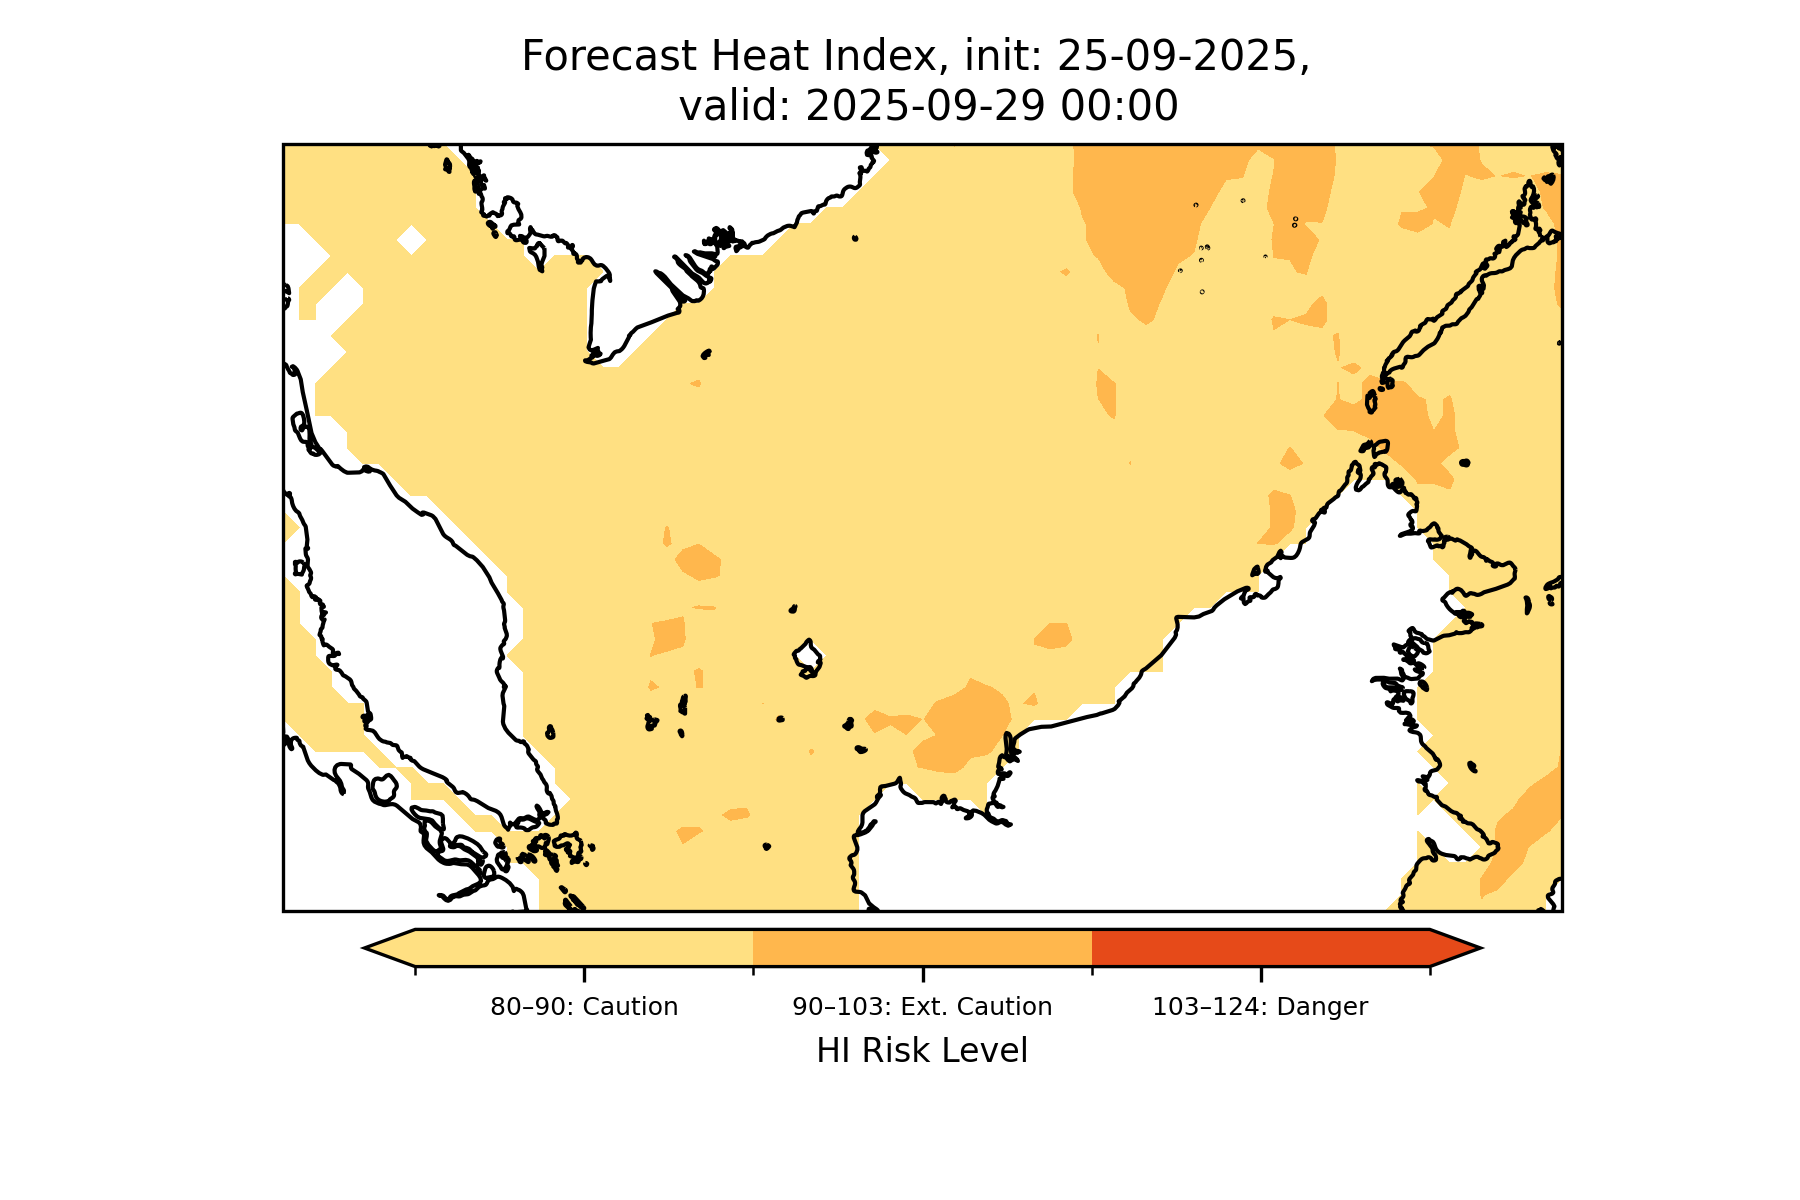 Forecast Heat Index, init: 25-09-2025,
valid: 2025-09-29 00:00
80–90: Caution
90–103: Ext. Caution
103–124: Danger
HI Risk Level